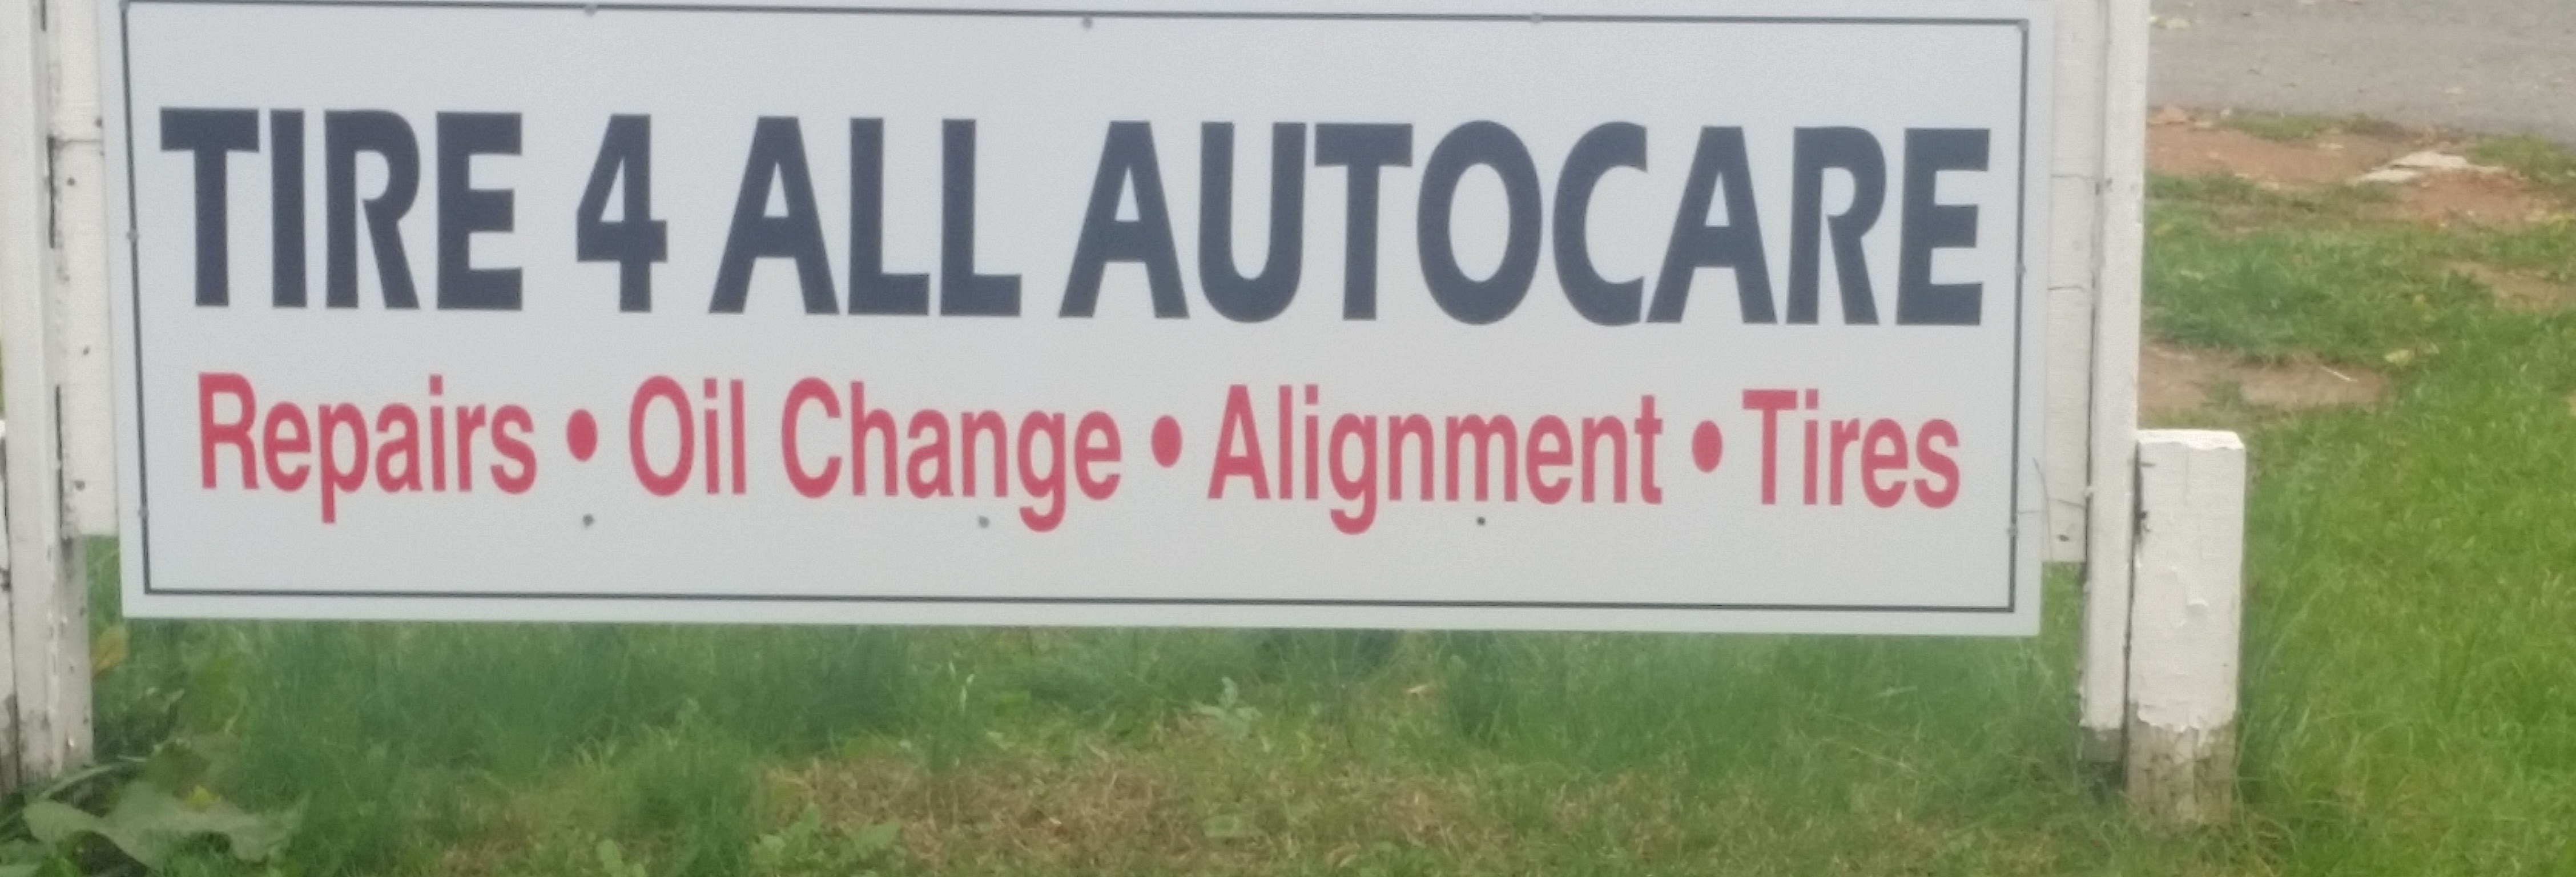 TIRE 4 ALL AUTOCARE
Repairs • Oil Change • Alignment • Tires